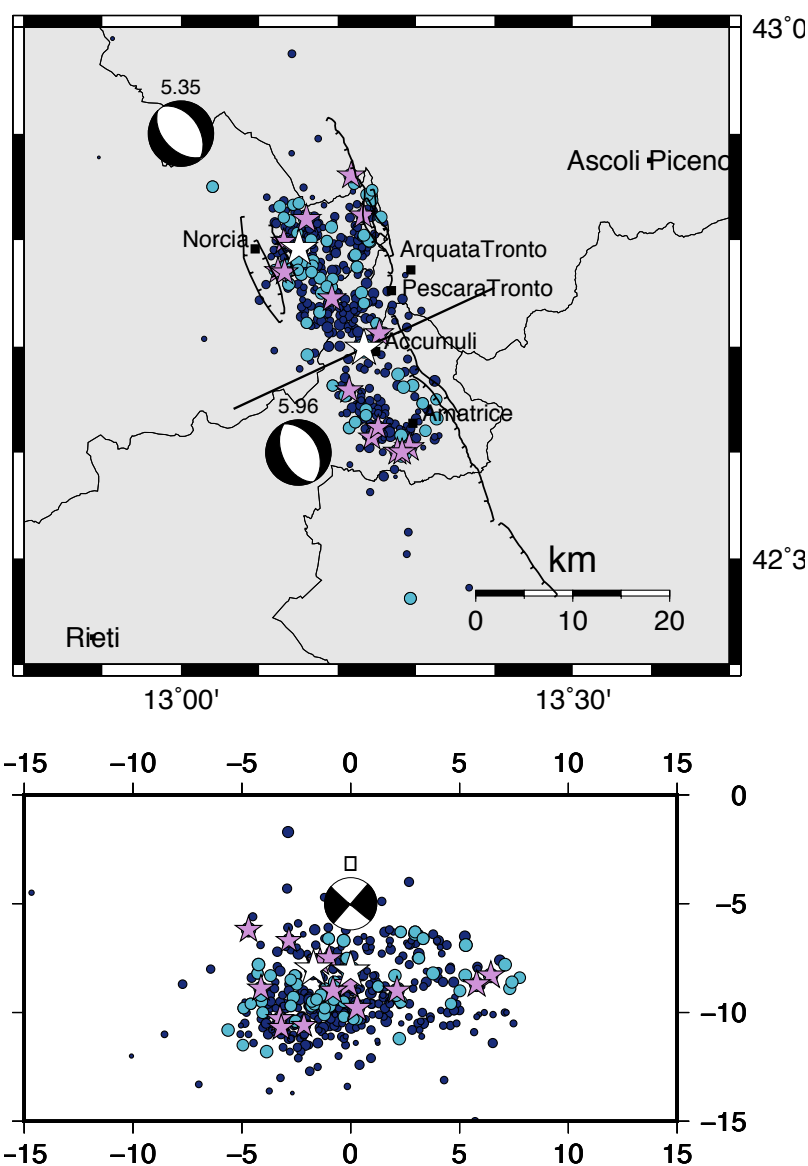 43˚0
5.35
Ascoli Piceno
Norcia
ArquataTronto
PescaraTronto
Accumuli
5.96
Amatrice
42˚3
km
0 10 20
Rieti
13˚00' 13˚30'
−15 −10 −5 0 5 10 15
0
−5
−10
−15
−15 −10 −5 0 5 10 15